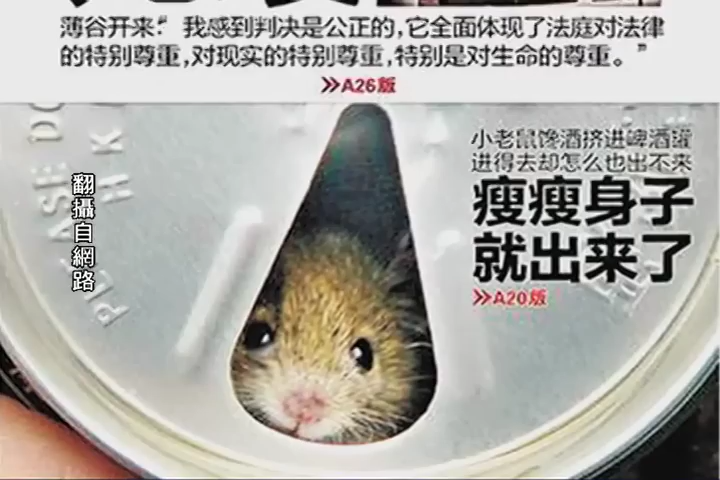 薄谷开来:“我感到判决是公正的,它全面体现了法庭对法律
的特别尊重,对现实的特别尊重,特别是对生命的尊重。”
A26版
小老鼠馋酒挤进啤酒罐
进得去却怎么也出不来
瘦瘦身子
就出来了
A20版
翻攝自網路
PLEASE DO
H K